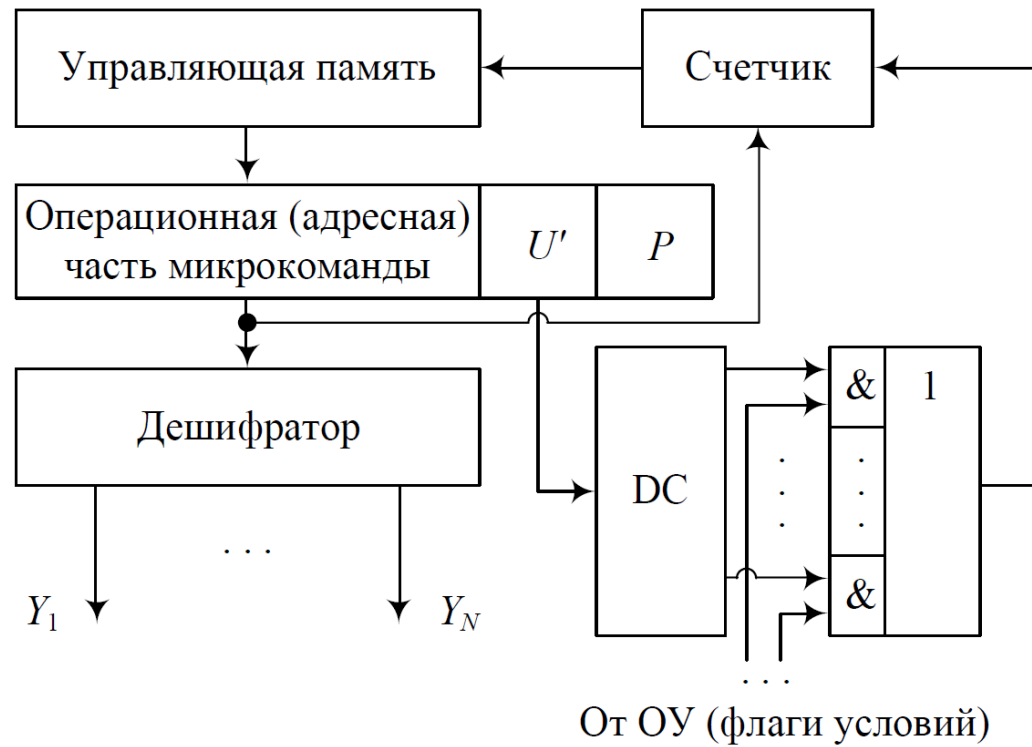 Управляющая память
Счетчик
Операционная (адресная)
часть микрокоманды
U'
P
Дешифратор
DC
&
1
&
. . .
. . .
. . .
Y1
. . .
YN
. . .
От ОУ (флаги условий)